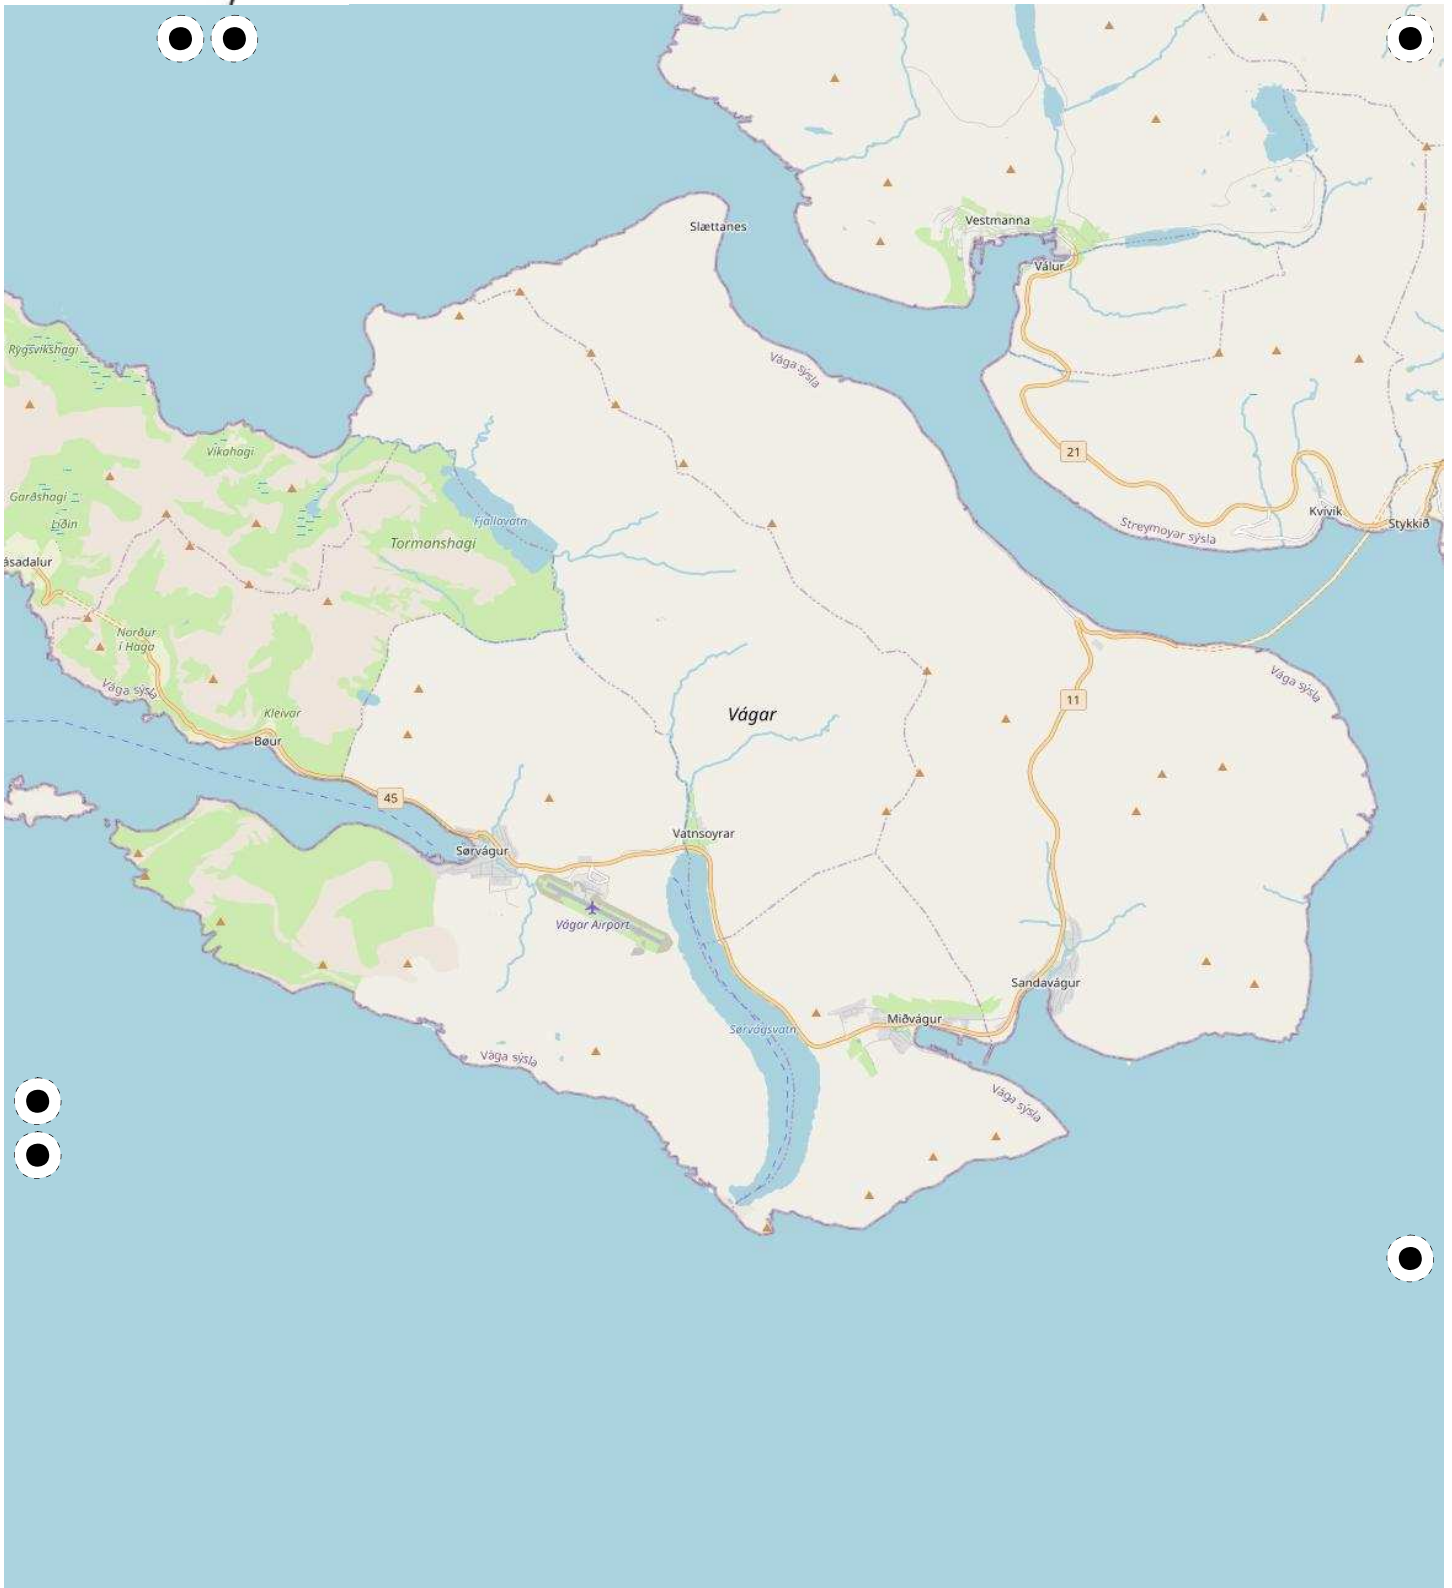 Vestmanna
Slættanes
Válur
Rygsvíkshagi
Vága sýsla
Víkahagi
21
Garðshagi
Fjallavatn
Kvívík
Líðin
Streymoyar sýsla
Stykkið
Tormanshagi
ásadalur
Norður
í Haga
Vága sýsla
Vága sýsla
11
Kleivar
Vágar
Bøur
45
Vatnsoyrar
Sørvágur
Vágar Airport
Sandavágur
Miðvágur
Sørvágsvatn
Vága sýsla
Vága sýsla